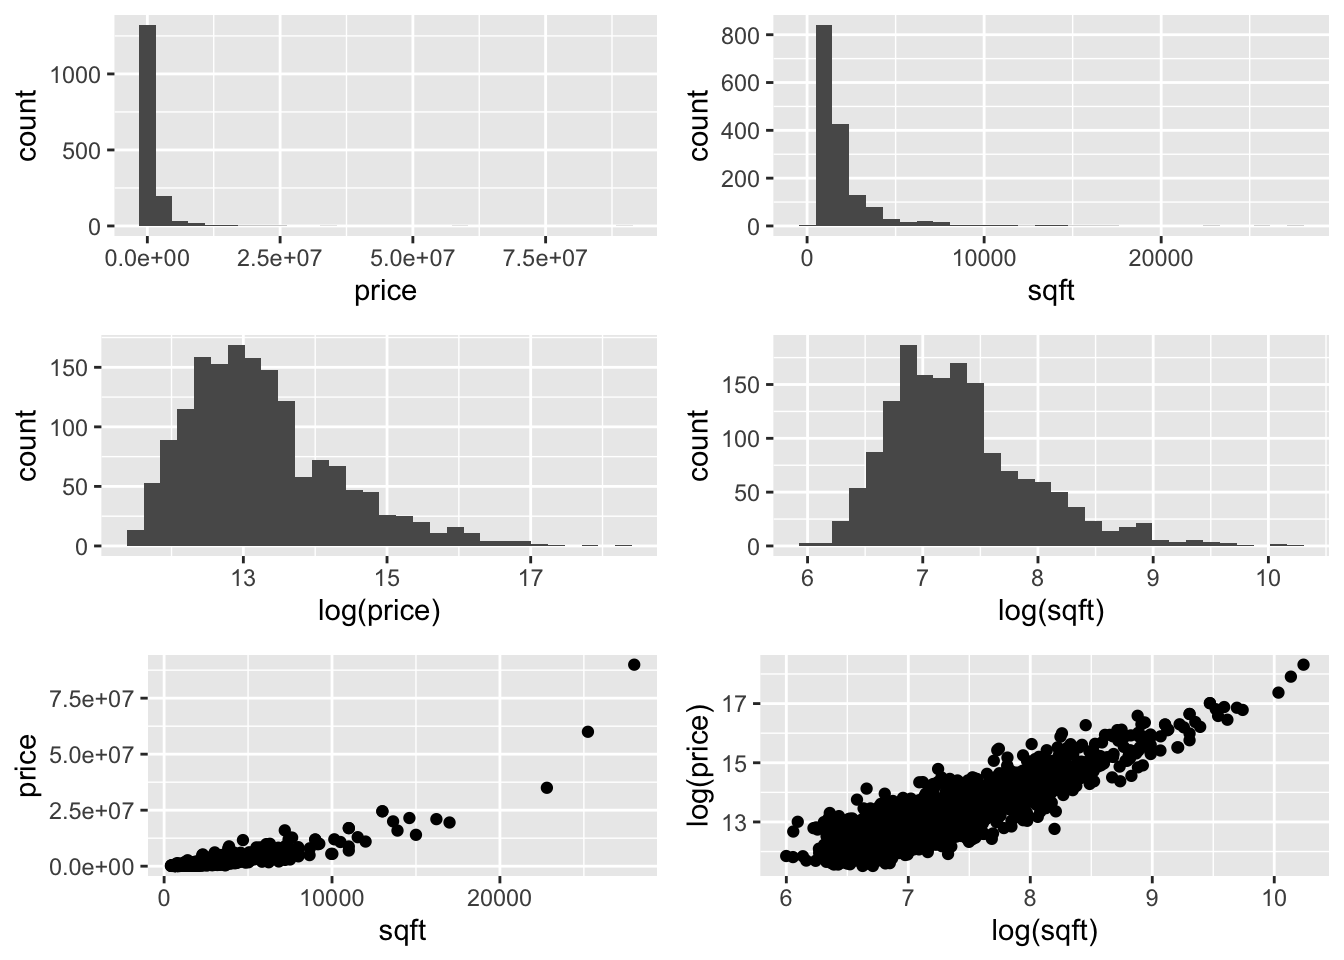 count
1000
500
0
0.0e+00 2.5e+07 5.0e+07 7.5e+07
price
count
800
600
400
200
0
0 10000 20000
sqft
count
150
100
50
0
13 15 17
log(price)
count
150
100
50
0
6 7 8 9 10
log(sqft)
price
7.5e+07
5.0e+07
2.5e+07
0.0e+00
0 10000 20000
sqft
log(price)
17
15
13
6 7 8 9 10
log(sqft)